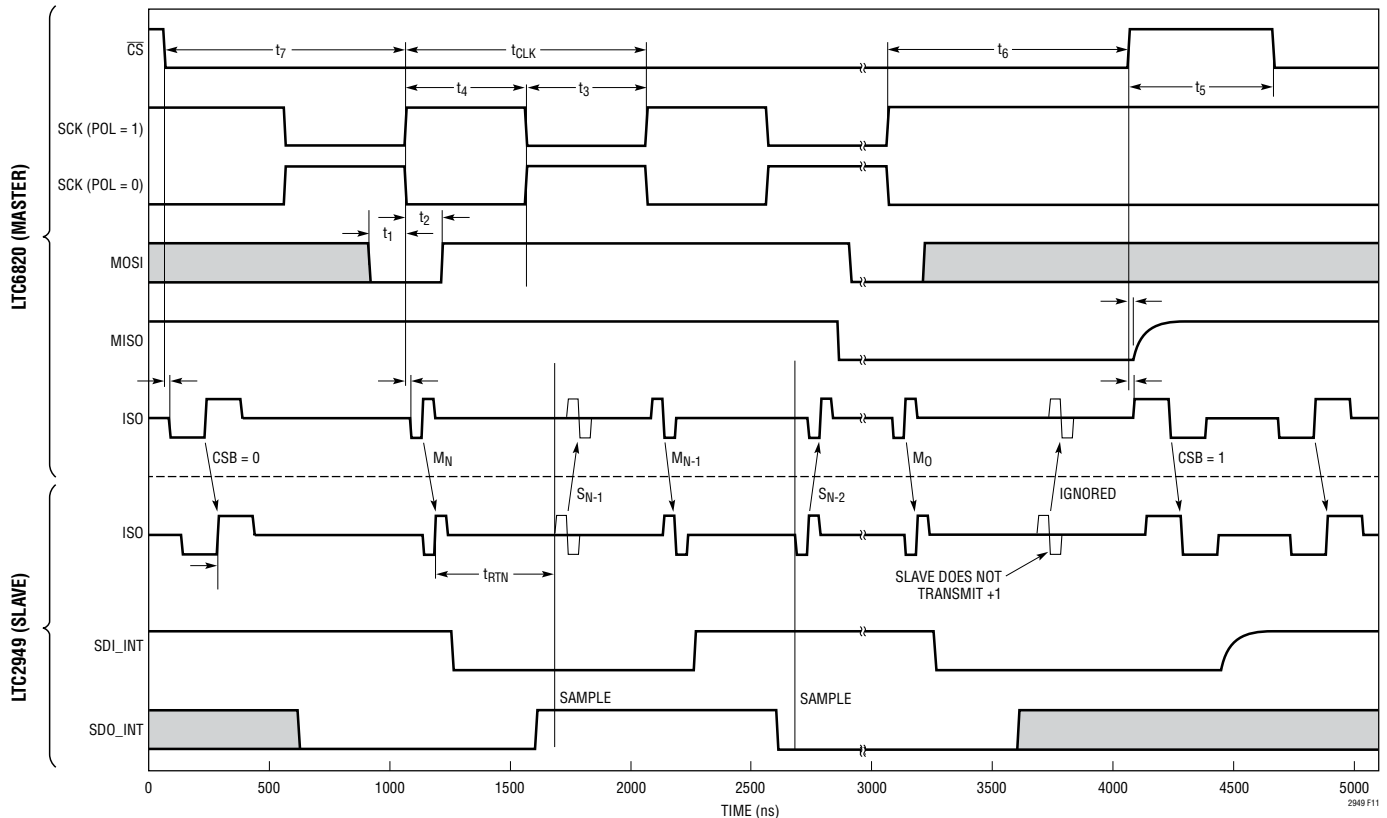 LTC6820 (MASTER)
CS
t7
tCLK
t6
t4
t3
t5
SCK (POL = 1)
SCK (POL = 0)
t2
t1
MOSI
MISO
ISO
CSB = 0
MN
SN-1
MN-1
SN-2
MO
IGNORED
CSB = 1
LTC2949 (SLAVE)
ISO
tRTN
SLAVE DOES NOT
TRANSMIT +1
SDI_INT
SAMPLE
SAMPLE
SDO_INT
0 500 1000 1500 2000 2500 3000 3500 4000 4500 5000
TIME (ns)
2949 F11